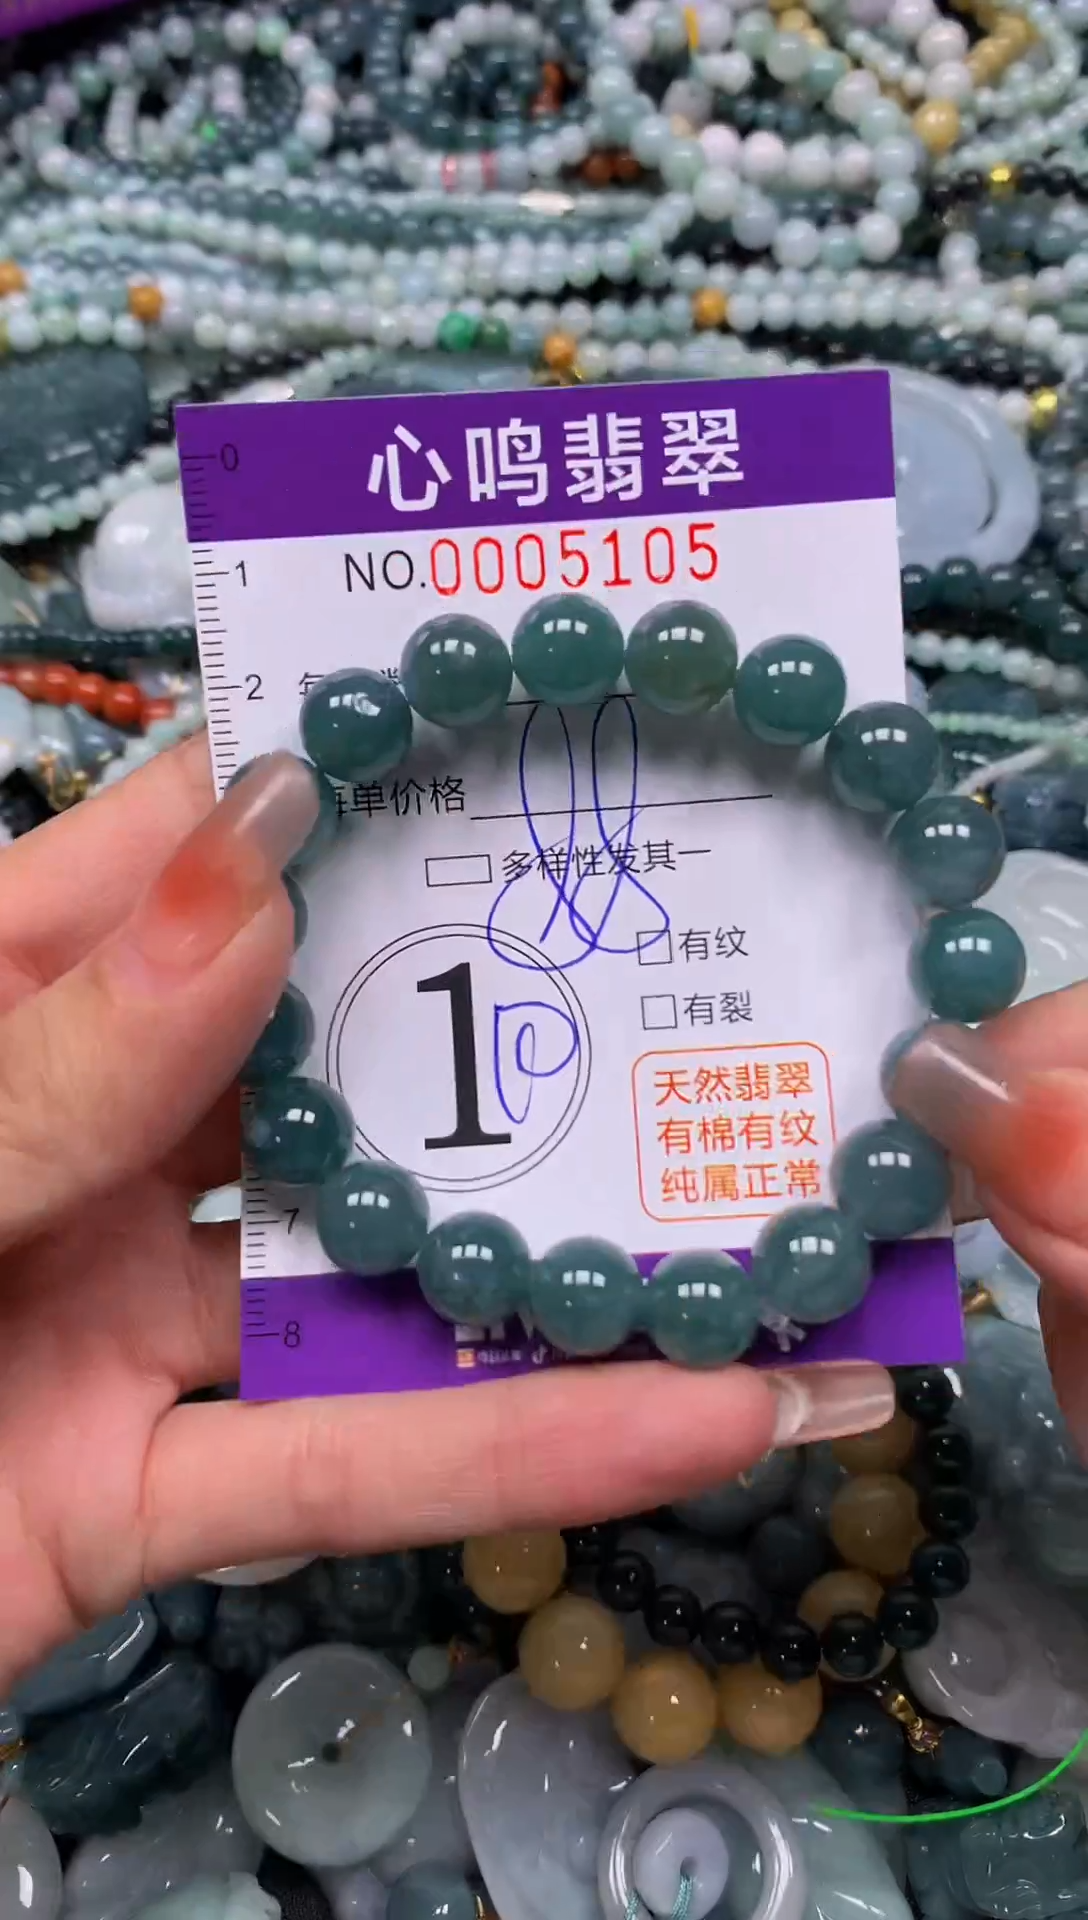 心鸣翡翠
NO.0005105
0
1
2
7
8
单价格
88
多样性发其一
1
P
有纹
有裂
天然翡翠
有棉有纹
纯属正常